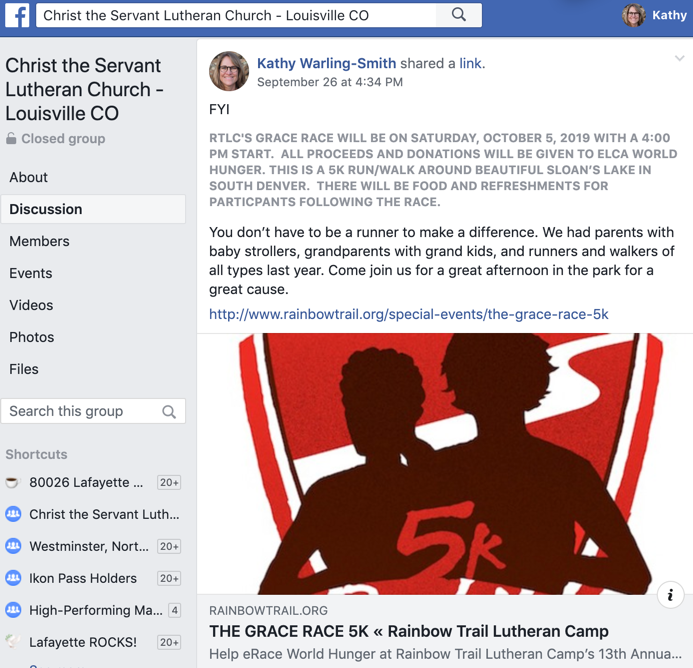 Christ the Servant Lutheran Church - Louisville CO
Kathy
Christ the Servant
Lutheran Church -
Louisville CO
Closed group
About
Discussion
Members
Events
Videos
Photos
Files
Search this group
Shortcuts
80026 Lafayette ... 20+
Christ the Servant Luth...
Westminster, Nort... 20+
Ikon Pass Holders 20+
High-Performing Ma... 4
Lafayette ROCKS! 20+
Kathy Warling-Smith shared a link.
September 26 at 4:34 PM
FYI
RTLC'S GRACE RACE WILL BE ON SATURDAY, OCTOBER 5, 2019 WITH A 4:00
PM START. ALL PROCEEDS AND DONATIONS WILL BE GIVEN TO ELCA WORLD
HUNGER. THIS IS A 5K RUN/WALK AROUND BEAUTIFUL SLOAN'S LAKE IN
SOUTH DENVER. THERE WILL BE FOOD AND REFRESHMENTS FOR
PARTICPANTS FOLLOWING THE RACE.
You don't have to be a runner to make a difference. We had parents with
baby strollers, grandparents with grand kids, and runners and walkers of
all types last year. Come join us for a great afternoon in the park for a
great cause.
http://www.rainbowtrail.org/special-events/the-grace-race-5k
5K
RAINBOWTRAIL.ORG
THE GRACE RACE 5K « Rainbow Trail Lutheran Camp
Help eRace World Hunger at Rainbow Trail Lutheran Camp's 13th Annua...